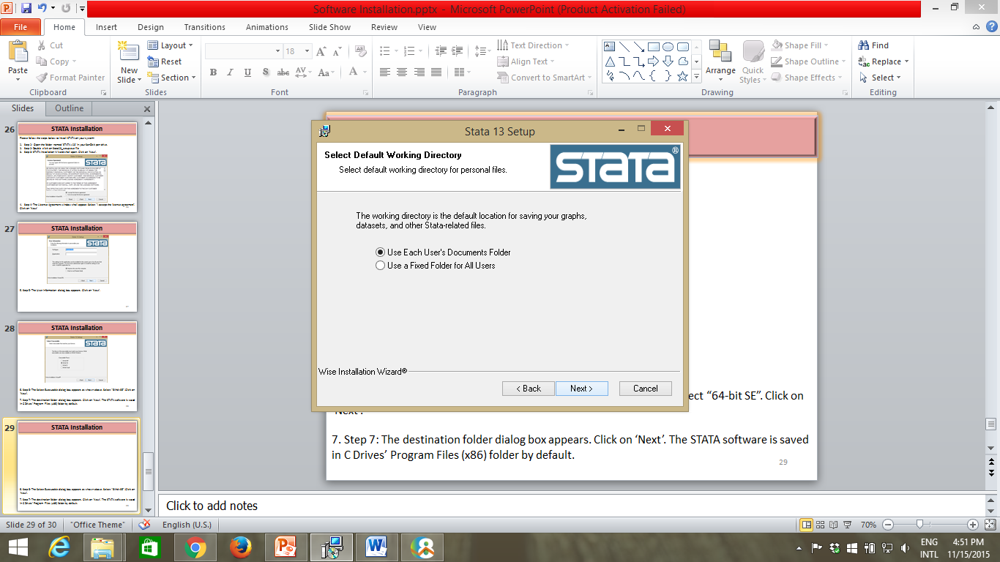 Software Installation.pptx - Microsoft PowerPoint (Product Activation Failed)
File Home Insert Design Transitions Animations Slide Show Review View
Paste
Cut
Copy
Format Painter
Clipboard
New Slide
Layout
Reset
Section
Slides
18
B I U S abc AV Aa A
Font
Text Direction
Align Text
Convert to SmartArt
Paragraph
Arrange
Quick Styles
Shape Fill
Shape Outline
Shape Effects
Drawing
Find
Replace
Select
Editing
Slides Outline
26
STATA Installation
27
STATA Installation
28
STATA Installation
29
STATA Installation
Stata 13 Setup
Select Default Working Directory
Select default working directory for personal files.
STATA®
The working directory is the default location for saving your graphs,
datasets, and other Stata-related files.
Use Each User's Documents Folder
Use a Fixed Folder for All Users
Wise Installation Wizard®
< Back Next > Cancel
ect “64-bit SE”. Click on
7. Step 7: The destination folder dialog box appears. Click on ‘Next’. The STATA software is saved
in C Drives’ Program Files (x86) folder by default.
29
Click to add notes
Slide 29 of 30 "Office Theme" English (U.S.) 70%
ENG 4:51 PM
INTL 11/15/2015